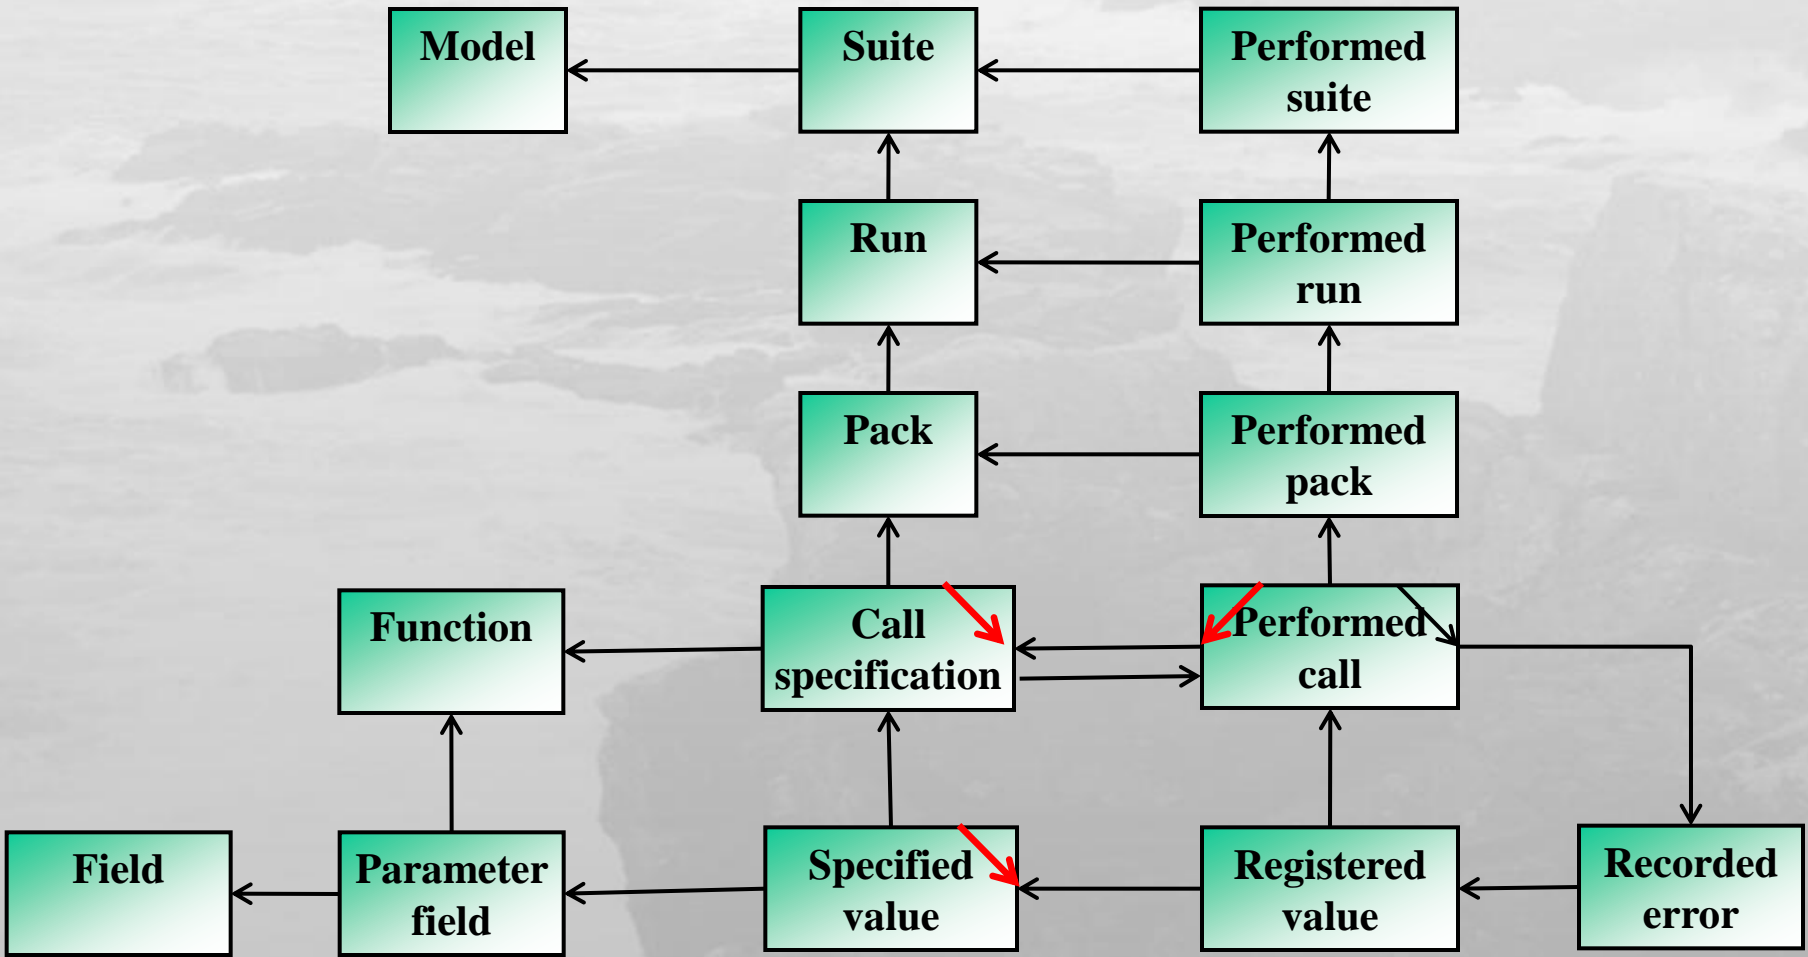 Model
Suite
Performed
suite
Run
Performed
run
Pack
Performed
pack
Function
Call
specification
Performed
call
Field
Parameter
field
Specified
value
Registered
value
Recorded
error